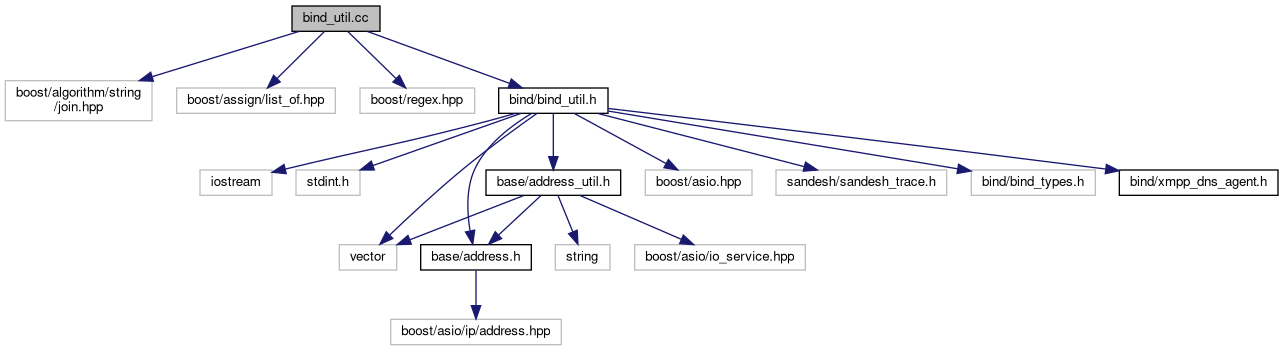 bind_util.cc
boost/algorithm/string
/join.hpp
boost/assign/list_of.hpp
boost/regex.hpp
bind/bind_util.h
iostream
stdint.h
base/address_util.h
boost/asio.hpp
sandesh/sandesh_trace.h
bind/bind_types.h
bind/xmpp_dns_agent.h
vector
base/address.h
string
boost/asio/io_service.hpp
boost/asio/ip/address.hpp